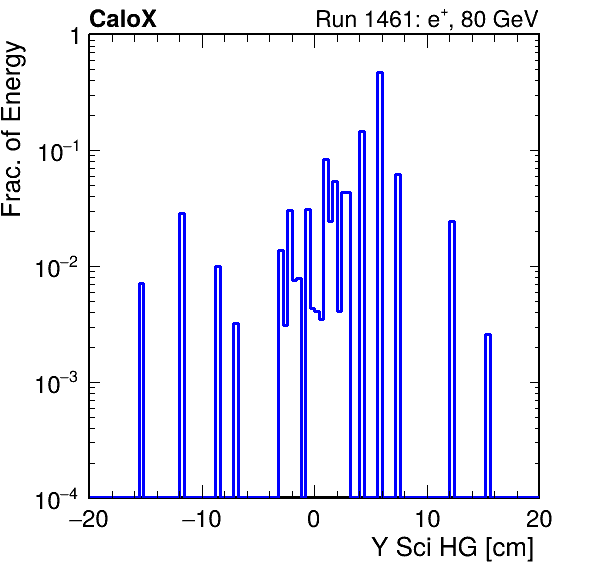 CaloX Run 1461: e⁺, 80 GeV
Frac. of Energy
1
10⁻¹
10⁻²
10⁻³
10⁻⁴
−20 −10 0 10 20
Y Sci HG [cm]